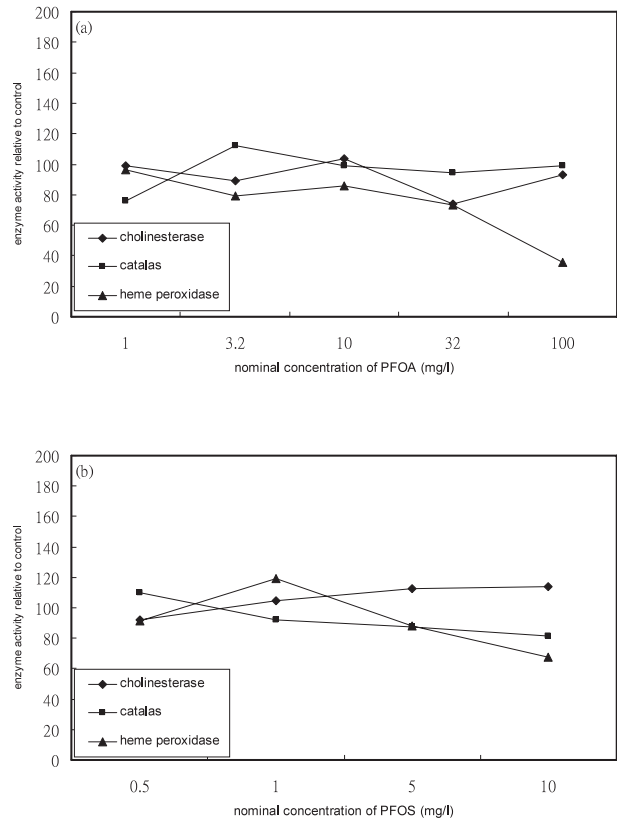 (a)
enzyme activity relative to control
200
180
160
140
120
100
80
60
40
20
0
cholinesterase
catalas
heme peroxidase
1 3.2 10 32 100
nominal concentration of PFOA (mg/l)
(b)
enzyme activity relative to control
200
180
160
140
120
100
80
60
40
20
0
cholinesterase
catalas
heme peroxidase
0.5 1 5 10
nominal concentration of PFOS (mg/l)